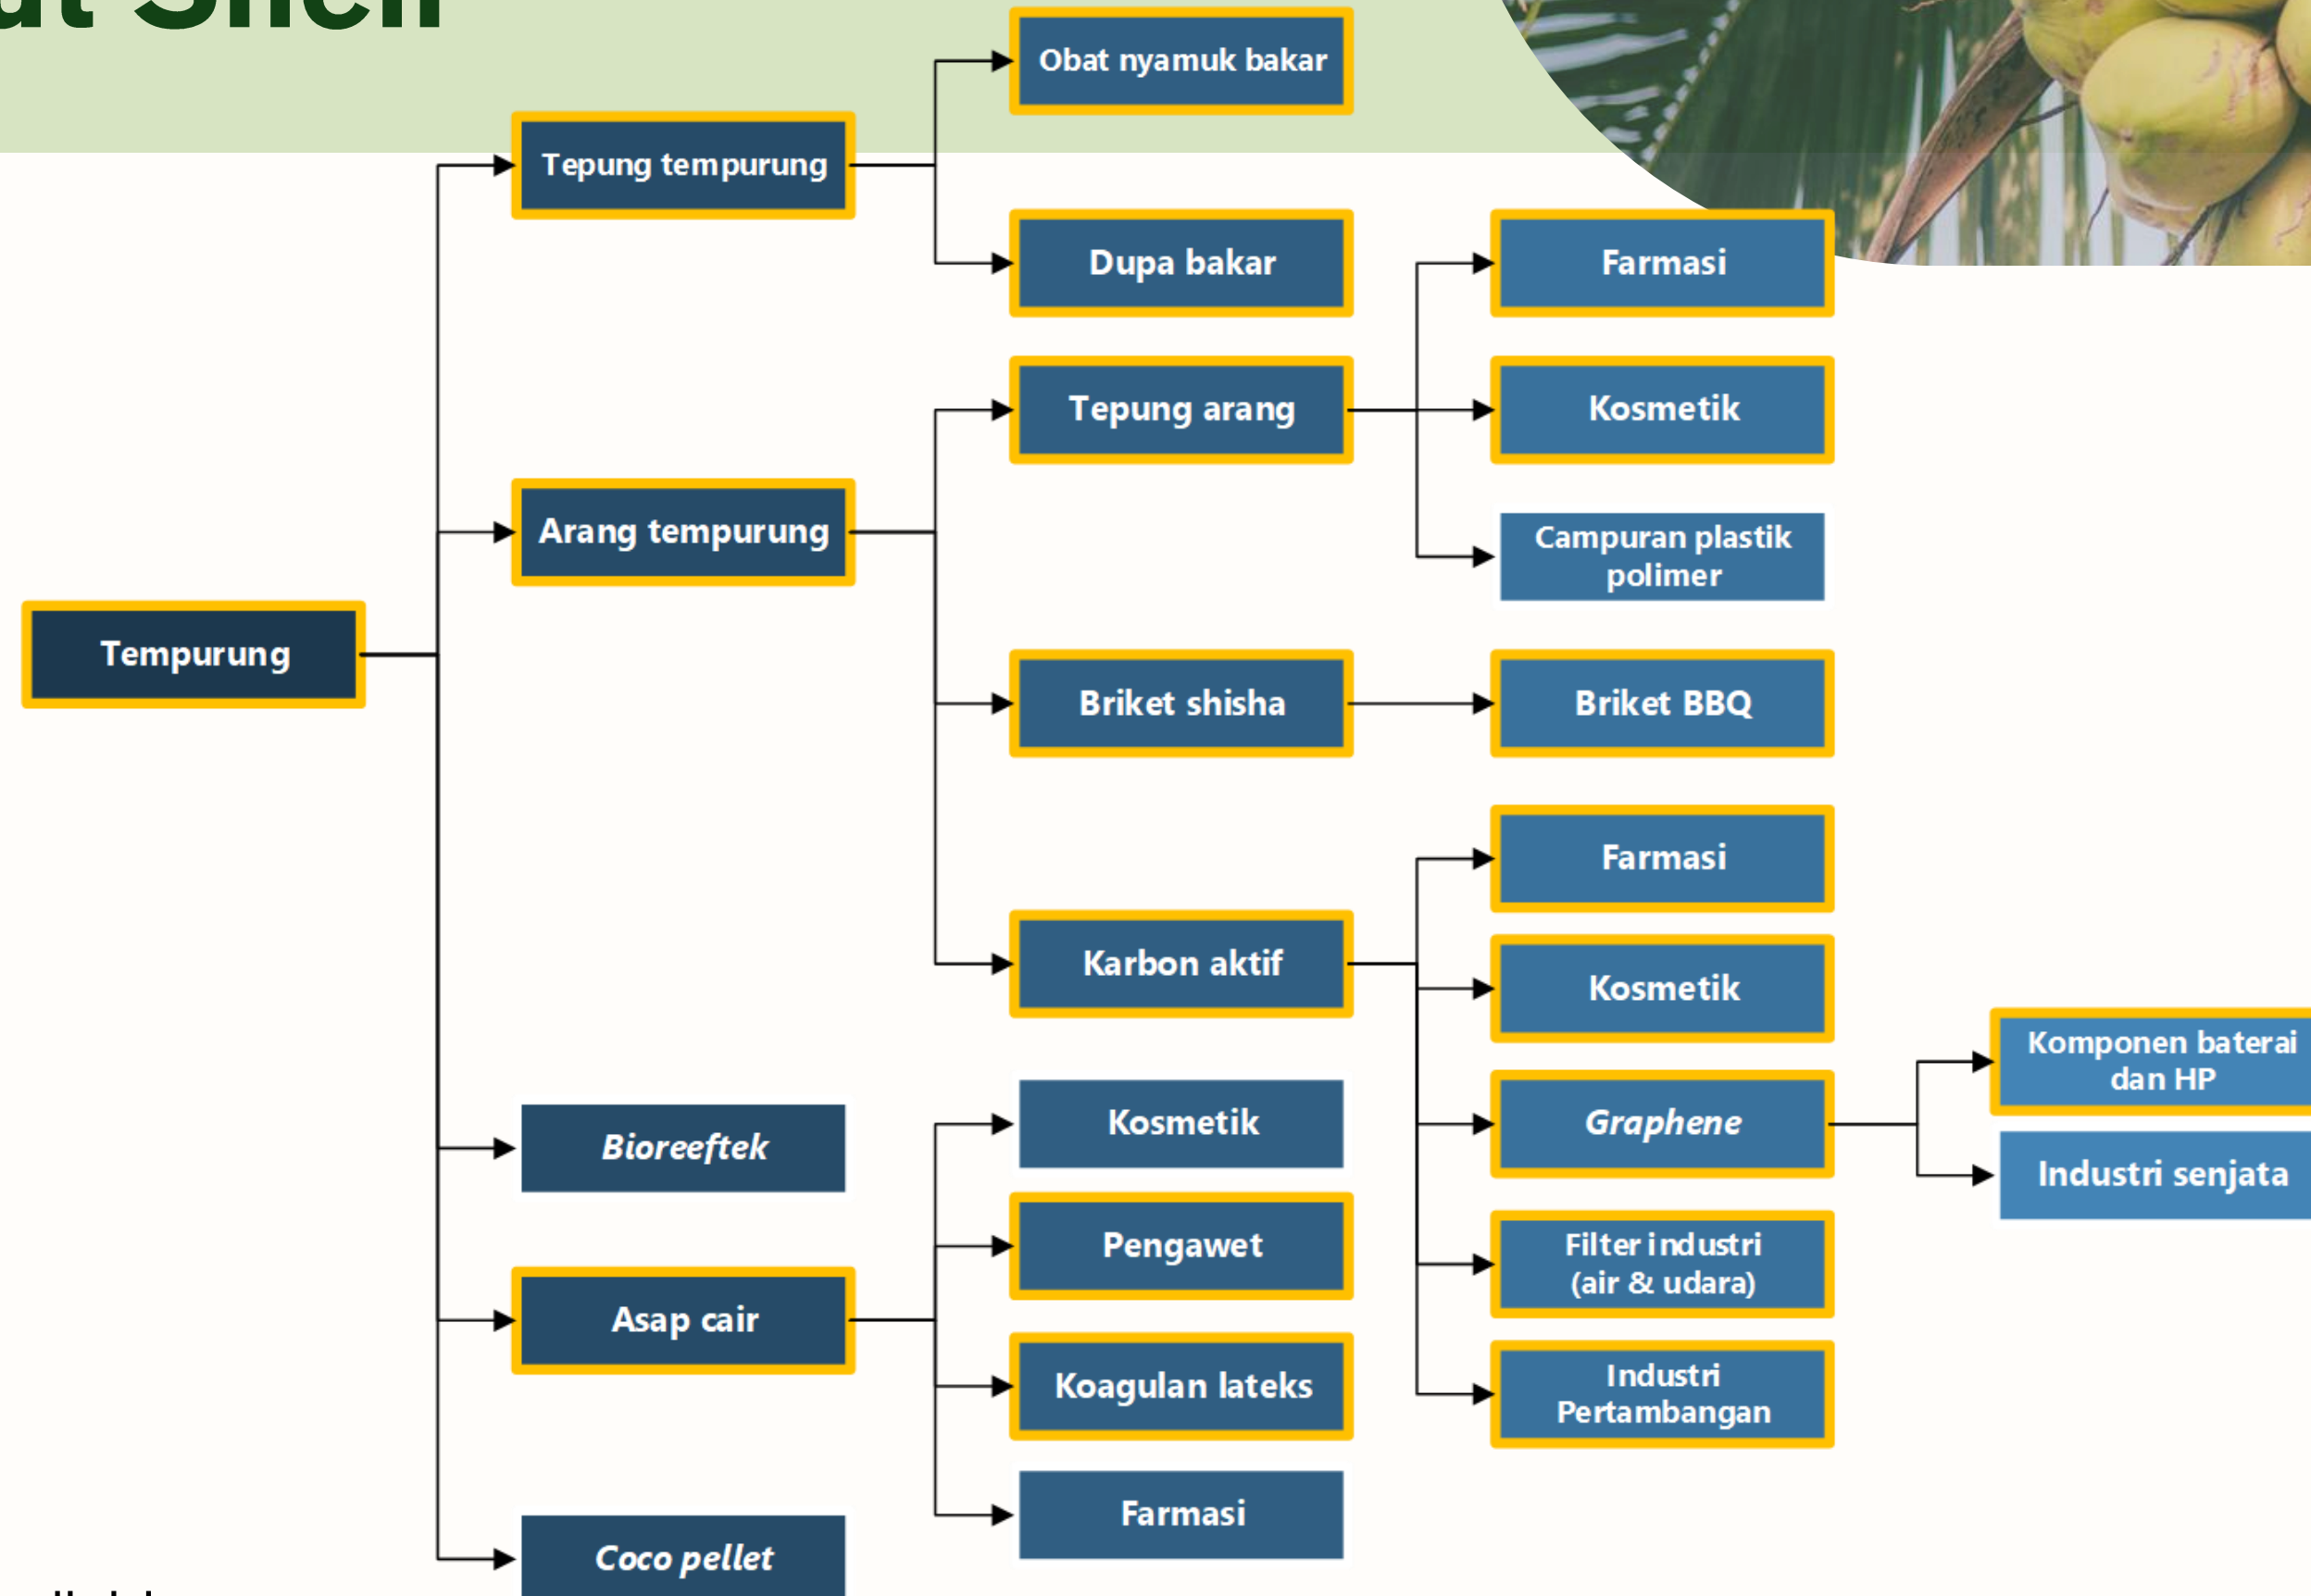 Shell
Obat nyamuk bakar
Tepung tempurung
Dupa bakar
Farmasi
Tepung arang
Kosmetik
Arang tempurung
Campuran plastik
polimer
Tempurung
Briket shisha
Briket BBQ
Farmasi
Karbon aktif
Kosmetik
Komponen baterai
dan HP
Bioreeftek
Kosmetik
Graphene
Industri senjata
Pengawet
Filter industri
(air & udara)
Asap cair
Koagulan lateks
Industri
Pertambangan
Farmasi
Coco pellet